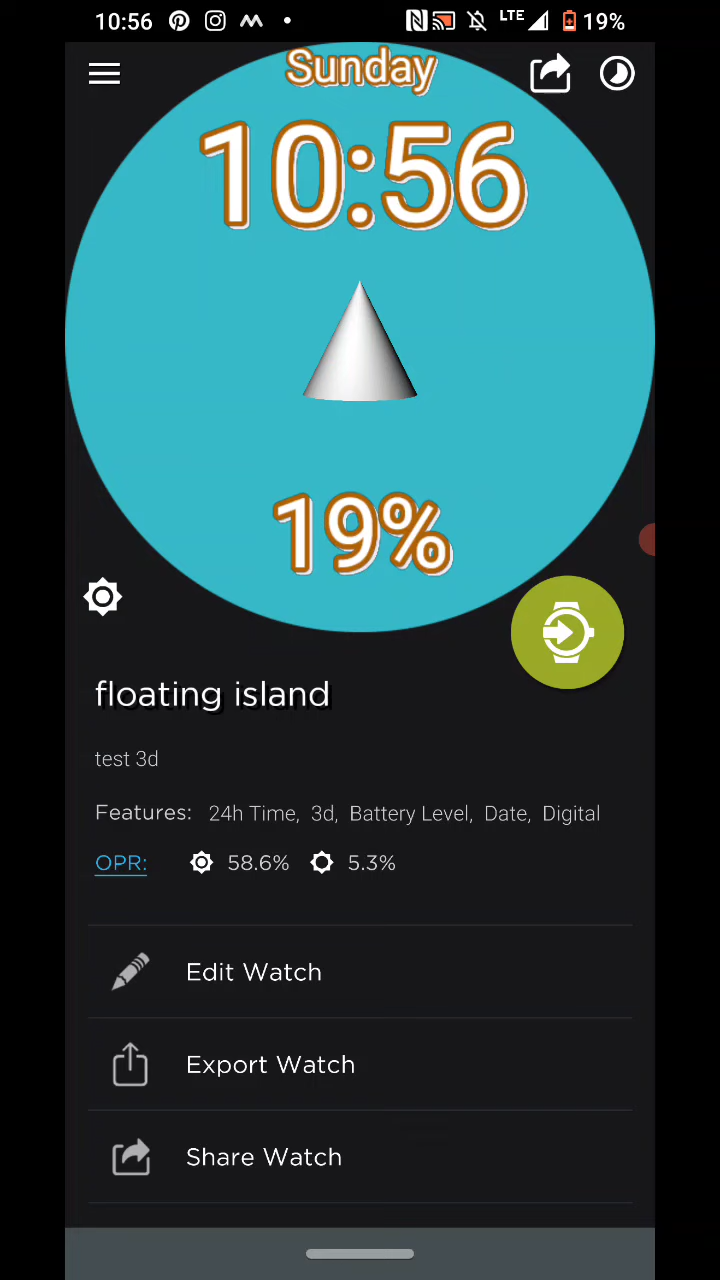 10:56 LTE 19%
Sunday
10:56
19%
floating island
test 3d
Features: 24h Time, 3d, Battery Level, Date, Digital
OPR: 58.6% 5.3%
Edit Watch
Export Watch
Share Watch